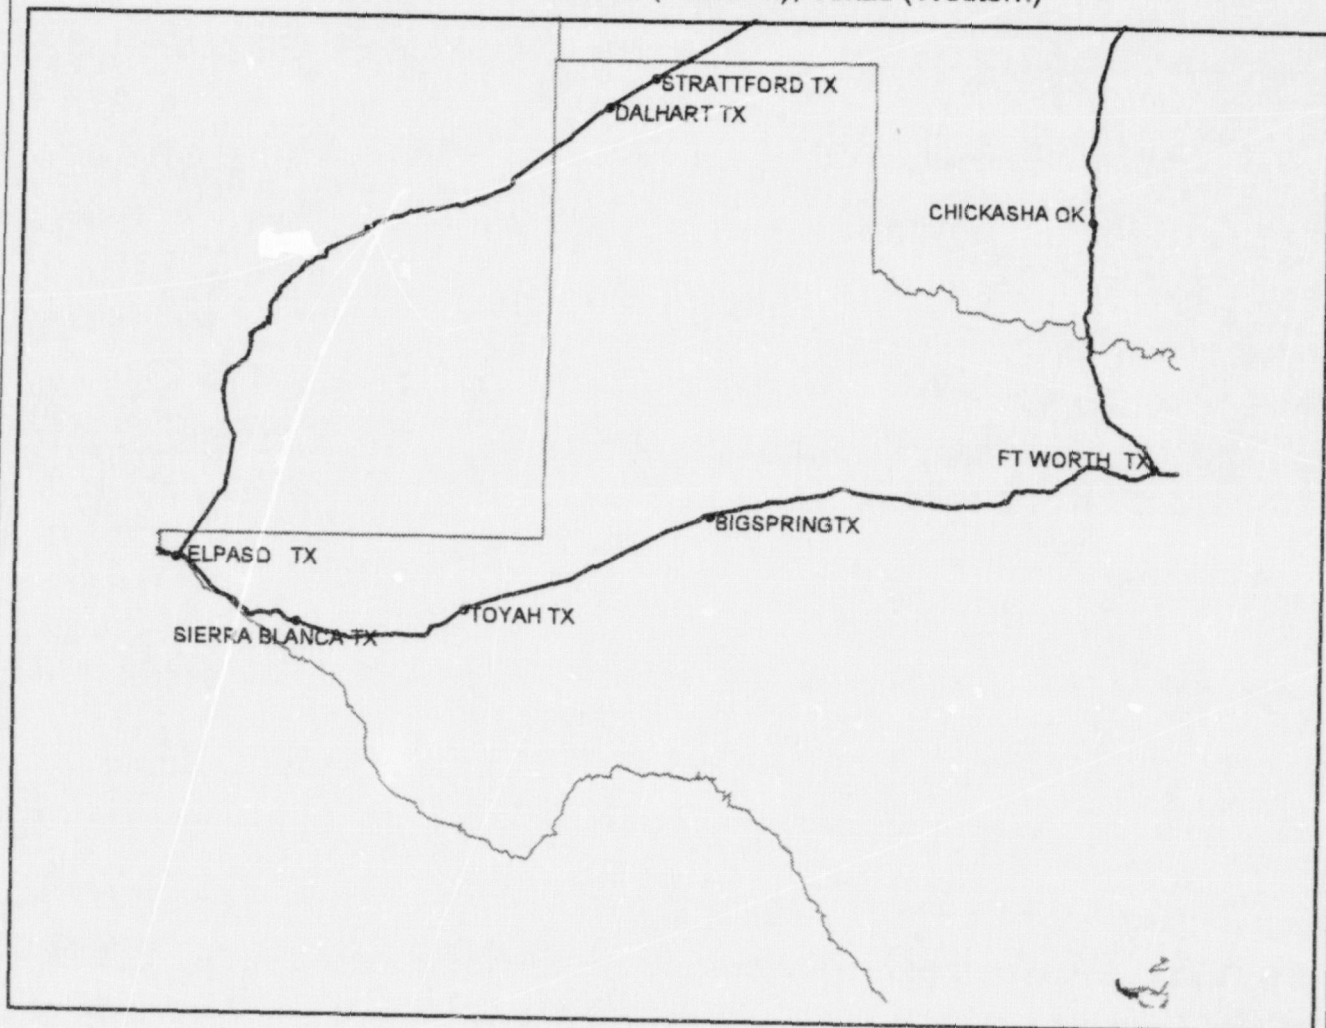 STRATTFORD TX
DALHART TX
CHICKASHA OK
FT WORTH TX
BIGSPRINGTX
ELPASO TX
TOYAH TX
SIERRA BLANCA TX